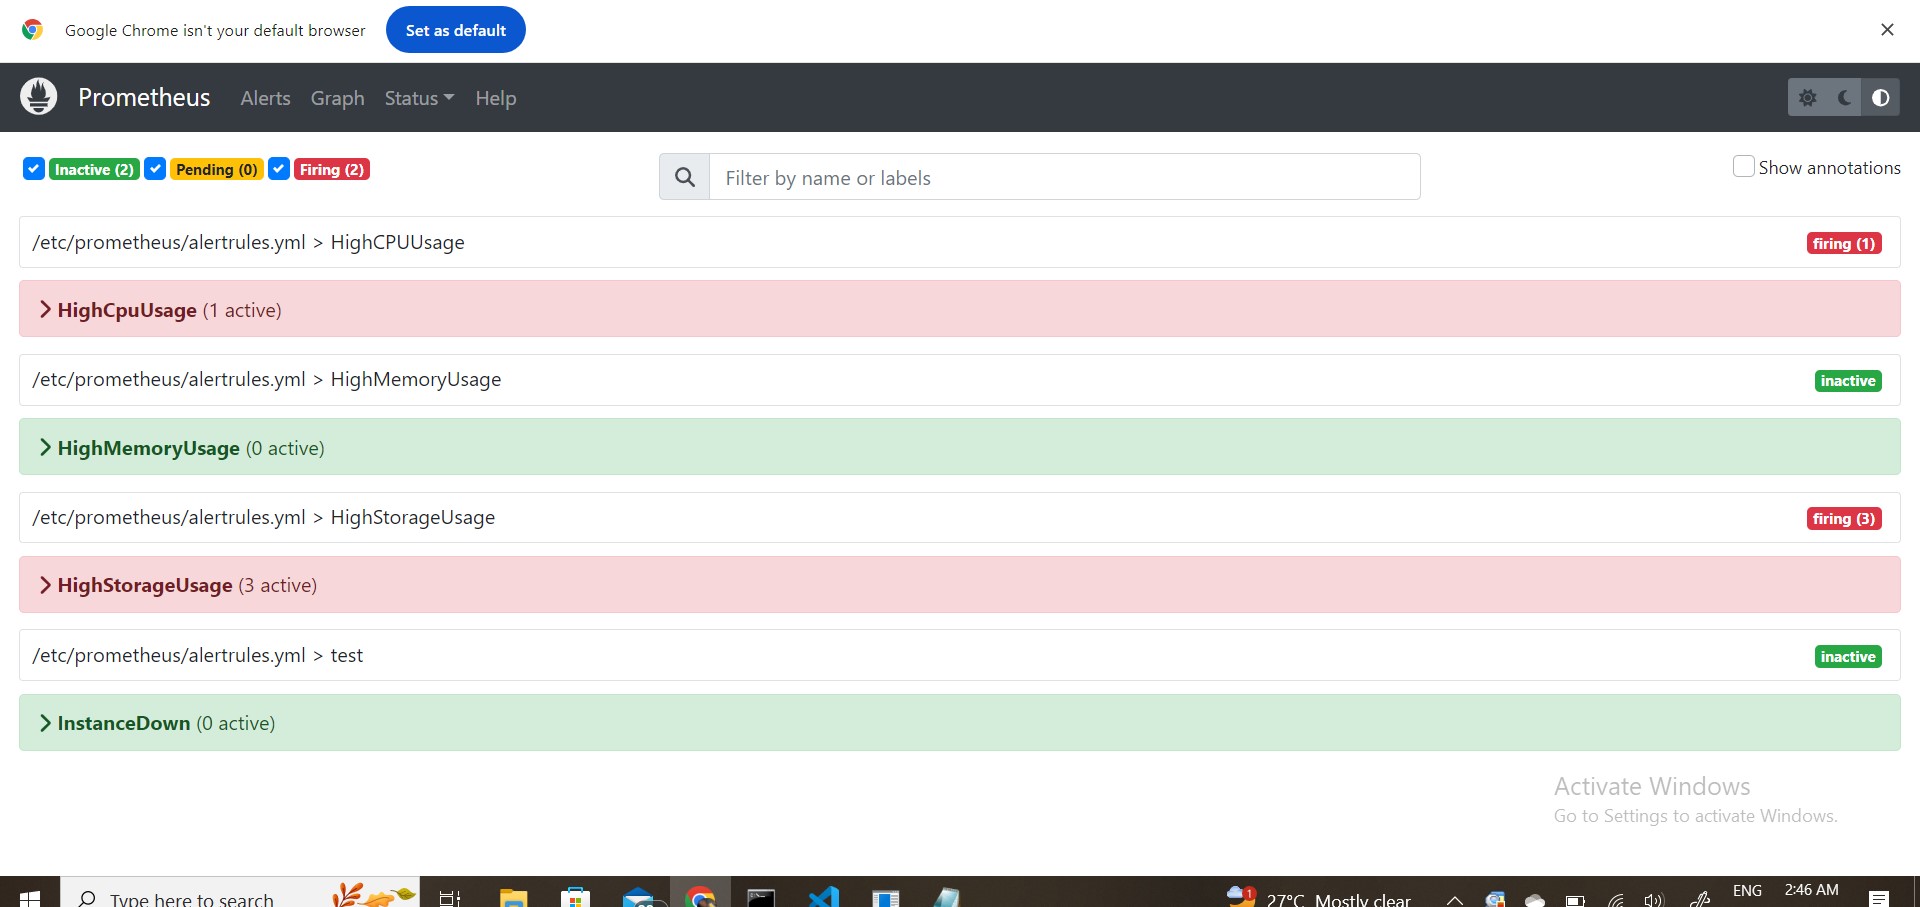 Google Chrome isn't your default browser Set as default
Prometheus Alerts Graph Status Help
Inactive (2) Pending (0) Firing (2) Filter by name or labels Show annotations
/etc/prometheus/alertrules.yml > HighCPUUsage firing (1)
HighCpuUsage (1 active)
/etc/prometheus/alertrules.yml > HighMemoryUsage inactive
HighMemoryUsage (0 active)
/etc/prometheus/alertrules.yml > HighStorageUsage firing (3)
HighStorageUsage (3 active)
/etc/prometheus/alertrules.yml > test inactive
InstanceDown (0 active)
Activate Windows
Go to Settings to activate Windows.
Type here to search 1 27°C Mostly clear ENG 2:46 AM